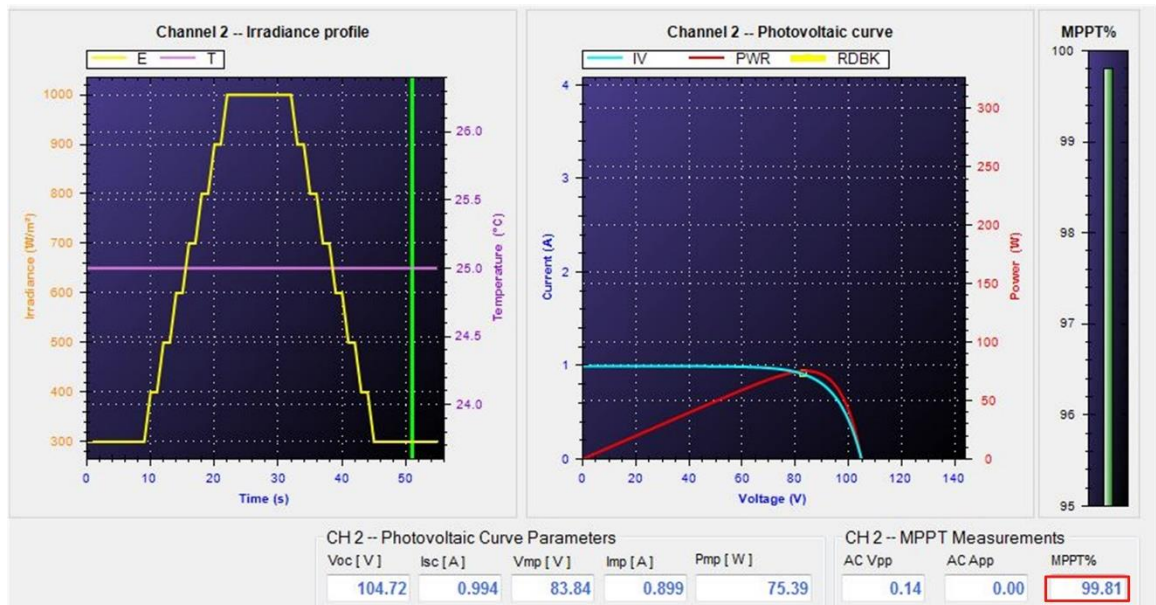 Channel 2 -- Irradiance profile
E T
1000
900
800
700
600
500
400
300
Irradiance (W/m²)
26.0
25.5
25.0
24.5
24.0
Temperature (°C)
0 10 20 30 40 50
Time (s)
Channel 2 -- Photovoltaic curve
IV PWR RDBK
4
3
2
1
0
Current (A)
300
250
200
150
100
50
0
Power (W)
0 20 40 60 80 100 120 140
Voltage (V)
MPPT%
100
99
98
97
96
95
CH 2 -- Photovoltaic Curve Parameters
Voc [ V ] Isc [ A ] Vmp [ V ] Imp [ A ] Pmp [ W ]
104.72 0.994 83.84 0.899 75.39
CH 2 -- MPPT Measurements
AC Vpp AC App MPPT%
0.14 0.00 99.81